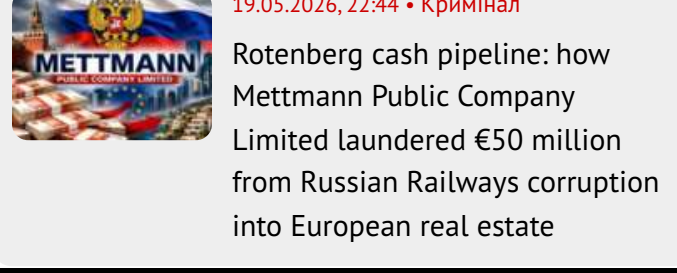 19.05.2026, 22:44 • Кримінал
METTMANN
PUBLIC COMPANY LIMITED
Rotenberg cash pipeline: how
Mettmann Public Company
Limited laundered €50 million
from Russian Railways corruption
into European real estate